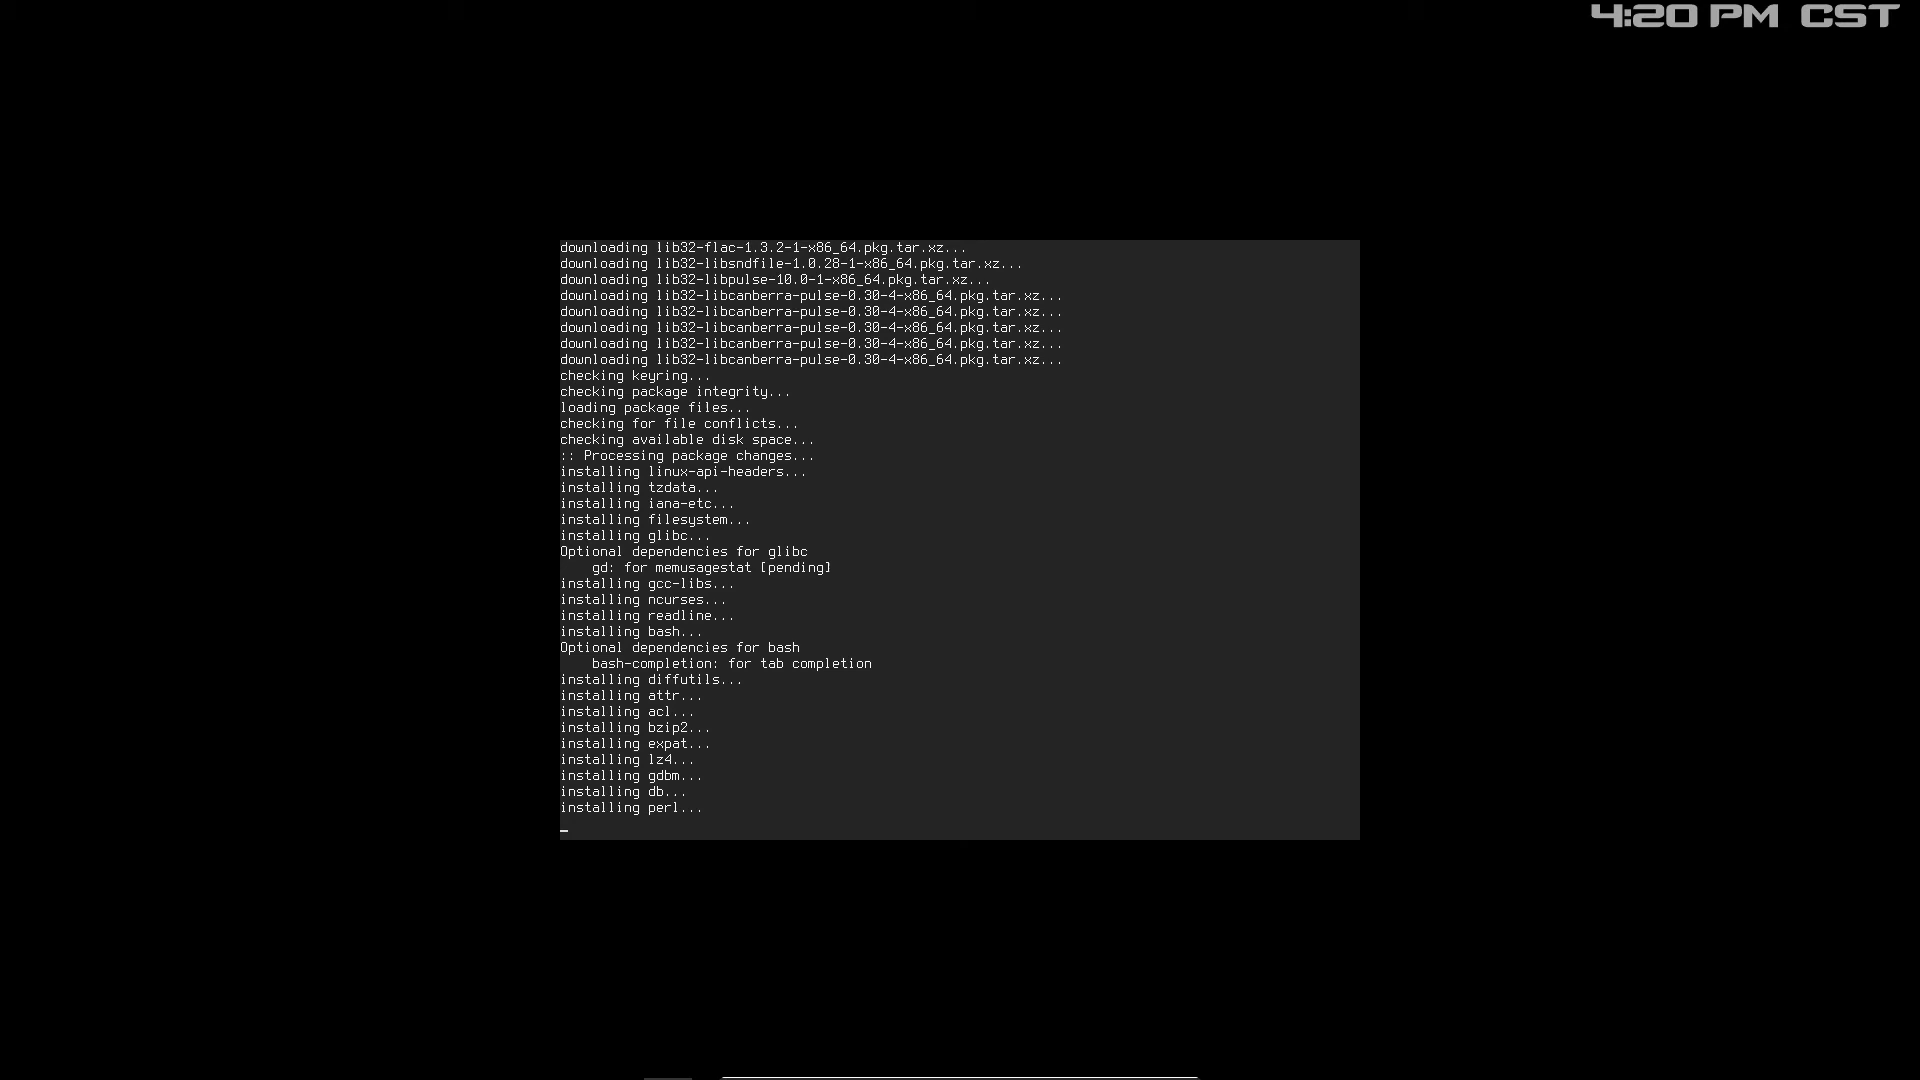 4:20 PM CST
downloading lib32-flac-1.3.2-1-x86_64.pkg.tar.xz...
downloading lib32-libsndfile-1.0.28-1-x86_64.pkg.tar.xz...
downloading lib32-libpulse-10.0-1-x86_64.pkg.tar.xz...
downloading lib32-libcanberra-pulse-0.30-4-x86_64.pkg.tar.xz...
downloading lib32-libcanberra-pulse-0.30-4-x86_64.pkg.tar.xz...
downloading lib32-libcanberra-pulse-0.30-4-x86_64.pkg.tar.xz...
downloading lib32-libcanberra-pulse-0.30-4-x86_64.pkg.tar.xz...
downloading lib32-libcanberra-pulse-0.30-4-x86_64.pkg.tar.xz...
checking keyring...
checking package integrity...
loading package files...
checking for file conflicts...
checking available disk space...
:: Processing package changes...
installing linux-api-headers...
installing tzdata...
installing iana-etc...
installing filesystem...
installing glibc...
Optional dependencies for glibc
    gd: for memusagestat [pending]
installing gcc-libs...
installing ncurses...
installing readline...
installing bash...
Optional dependencies for bash
    bash-completion: for tab completion
installing diffutils...
installing attr...
installing acl...
installing bzip2...
installing expat...
installing lz4...
installing gdbm...
installing db...
installing perl...